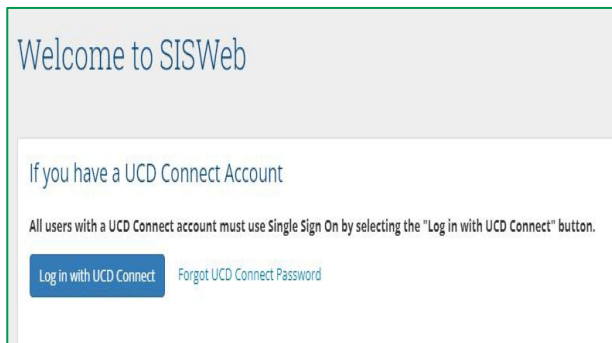 Welcome to SISWeb
If you have a UCD Connect Account
All users with a UCD Connect account must use Single Sign On by selecting the "Log in with UCD Connect" button.
Log in with UCD Connect Forgot UCD Connect Password